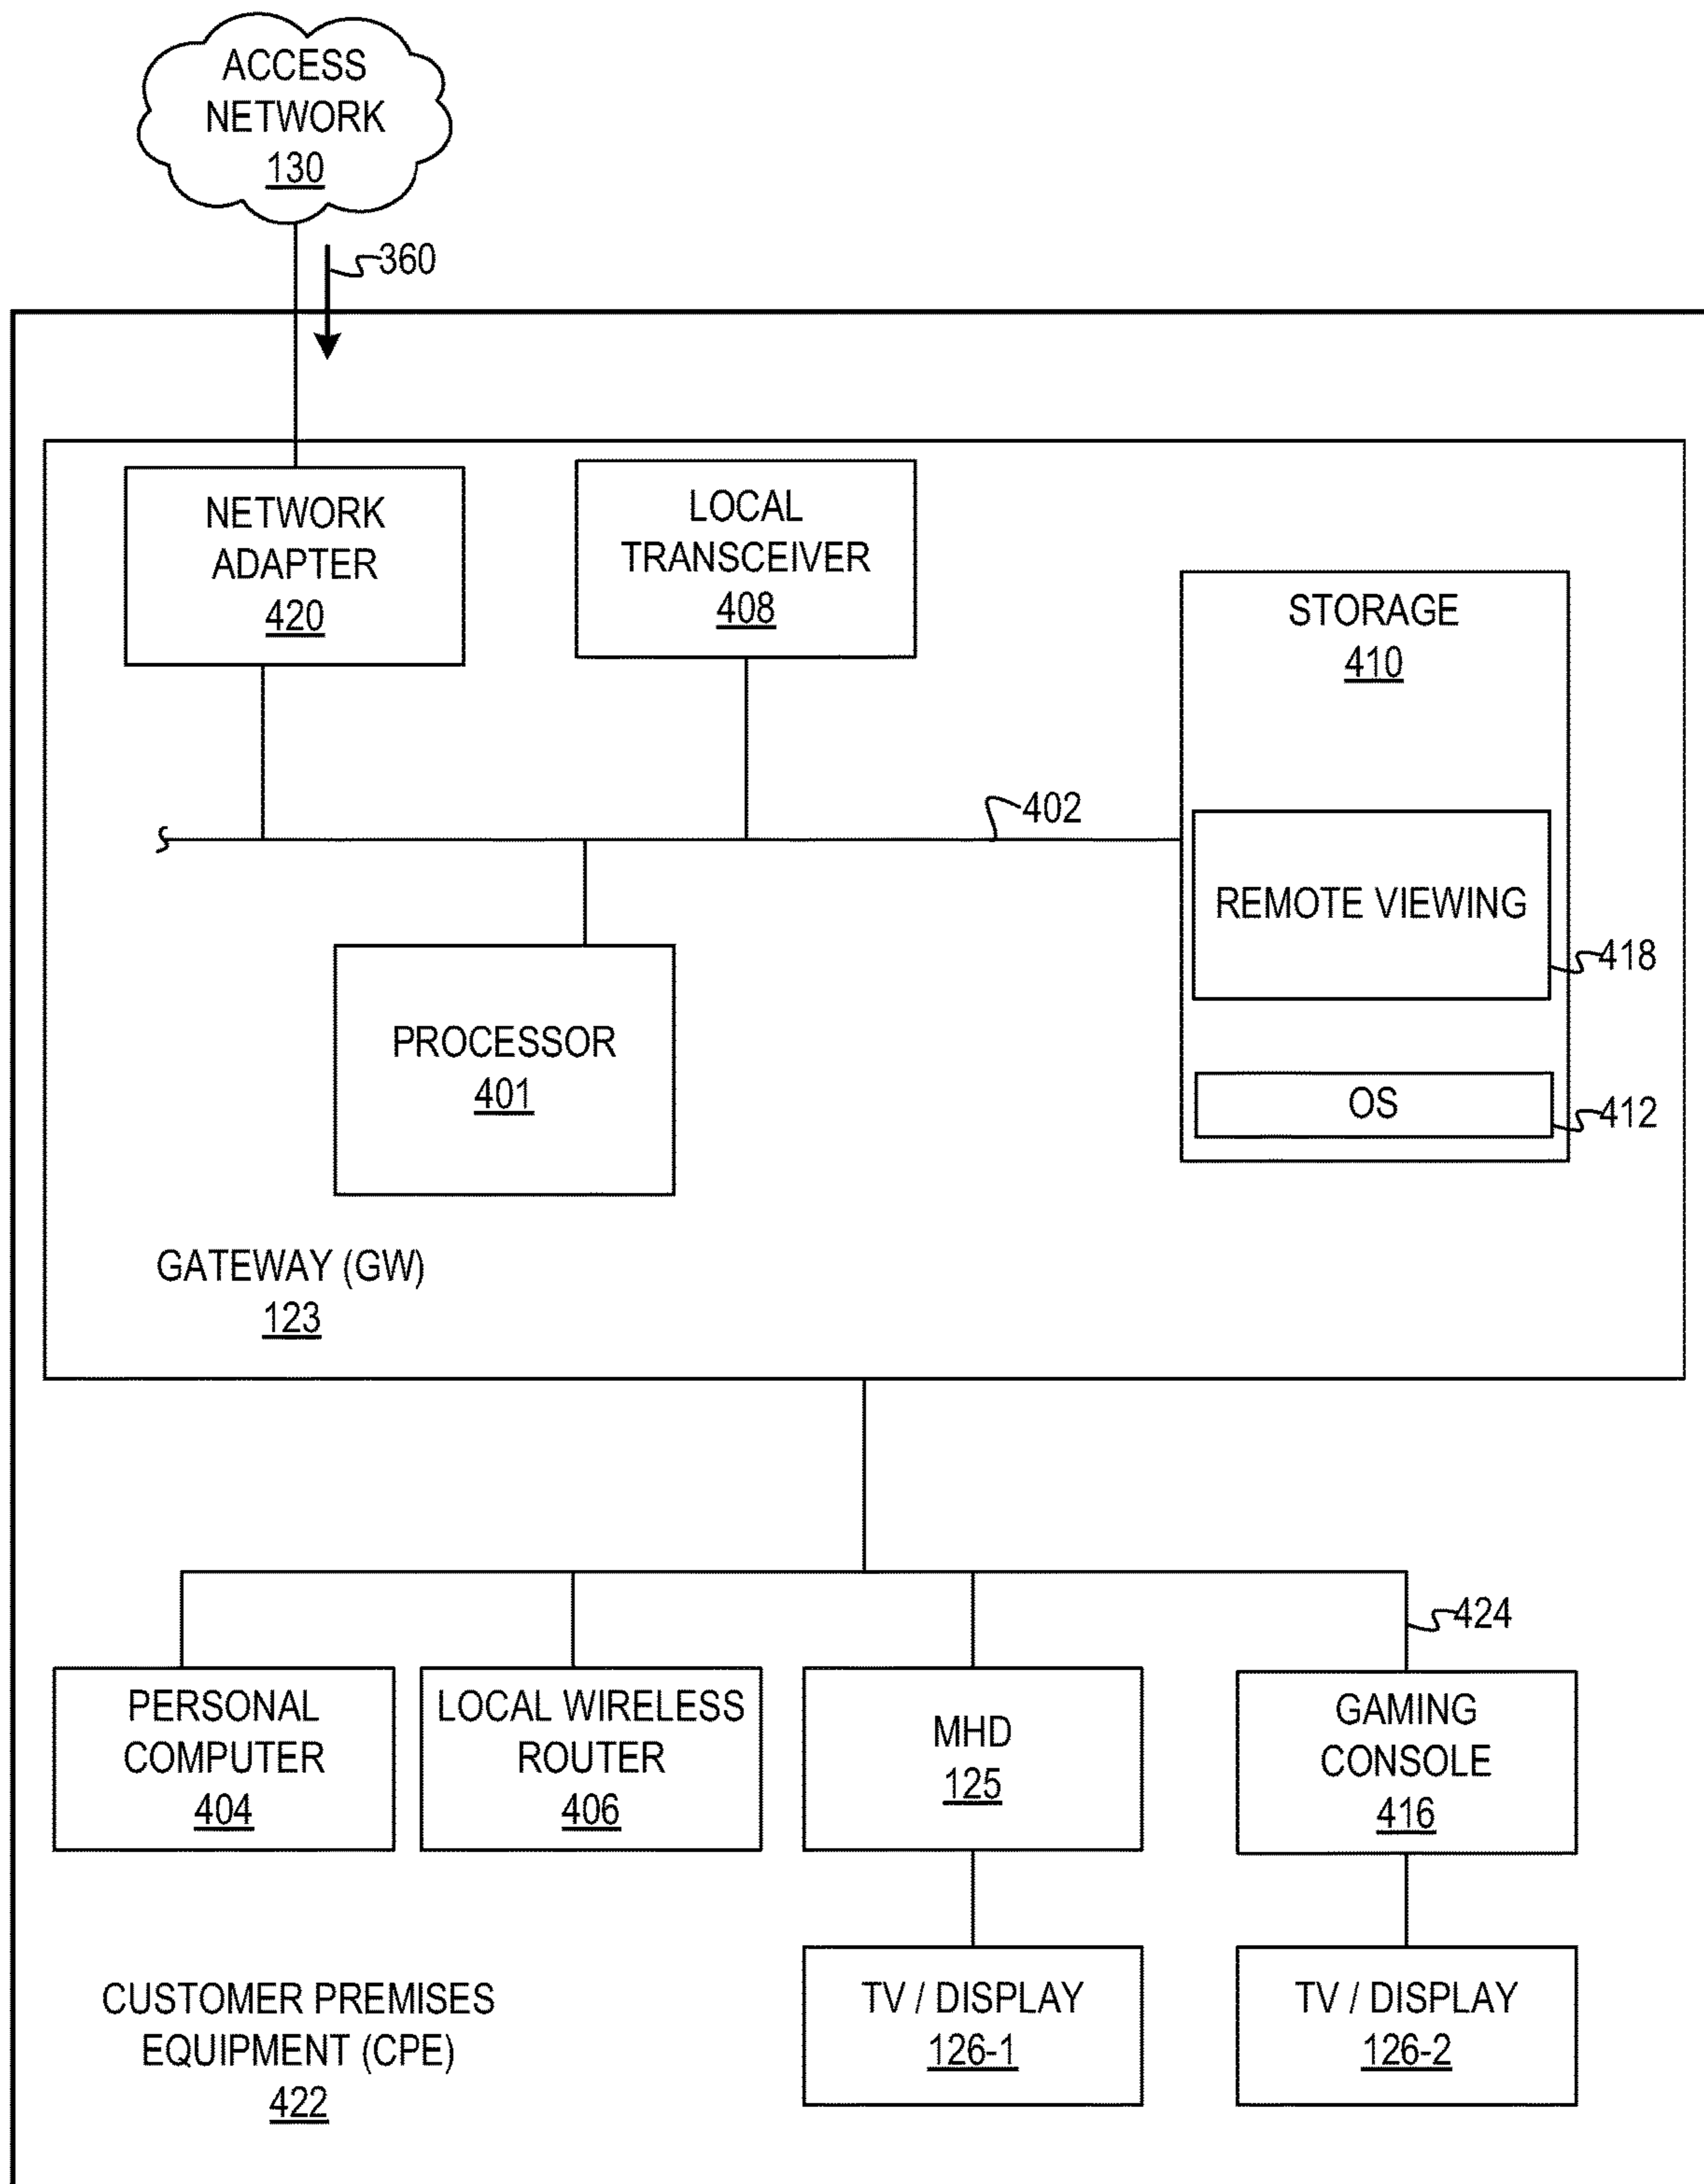 ACCESS
NETWORK
130
360
NETWORK
ADAPTER
420
LOCAL
TRANSCEIVER
408
STORAGE
410
402
REMOTE VIEWING
418
PROCESSOR
401
OS
412
GATEWAY (GW)
123
424
PERSONAL
COMPUTER
404
LOCAL WIRELESS
ROUTER
406
MHD
125
GAMING
CONSOLE
416
CUSTOMER PREMISES
EQUIPMENT (CPE)
422
TV / DISPLAY
126-1
TV / DISPLAY
126-2